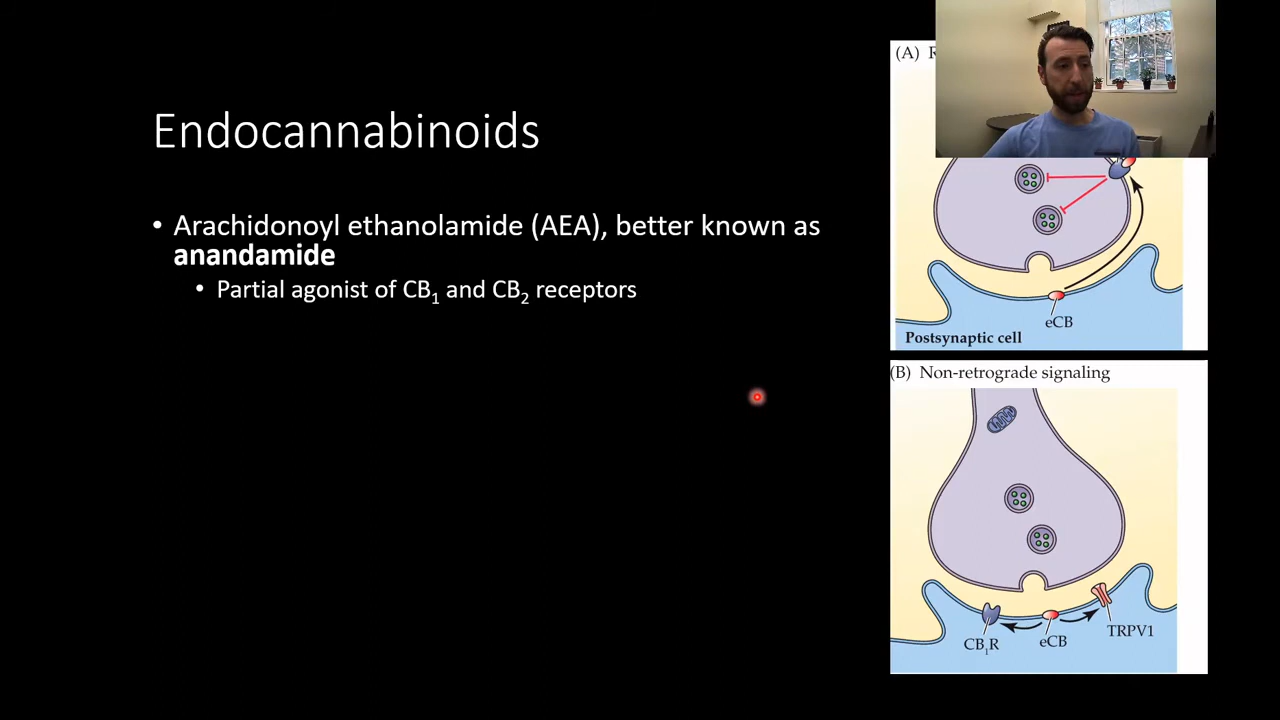 Endocannabinoids
• Arachidonoyl ethanolamide (AEA), better known as
anandamide
• Partial agonist of CB₁ and CB₂ receptors
(A)
eCB
Postsynaptic cell
(B) Non-retrograde signaling
CB₁R
eCB
TRPV1